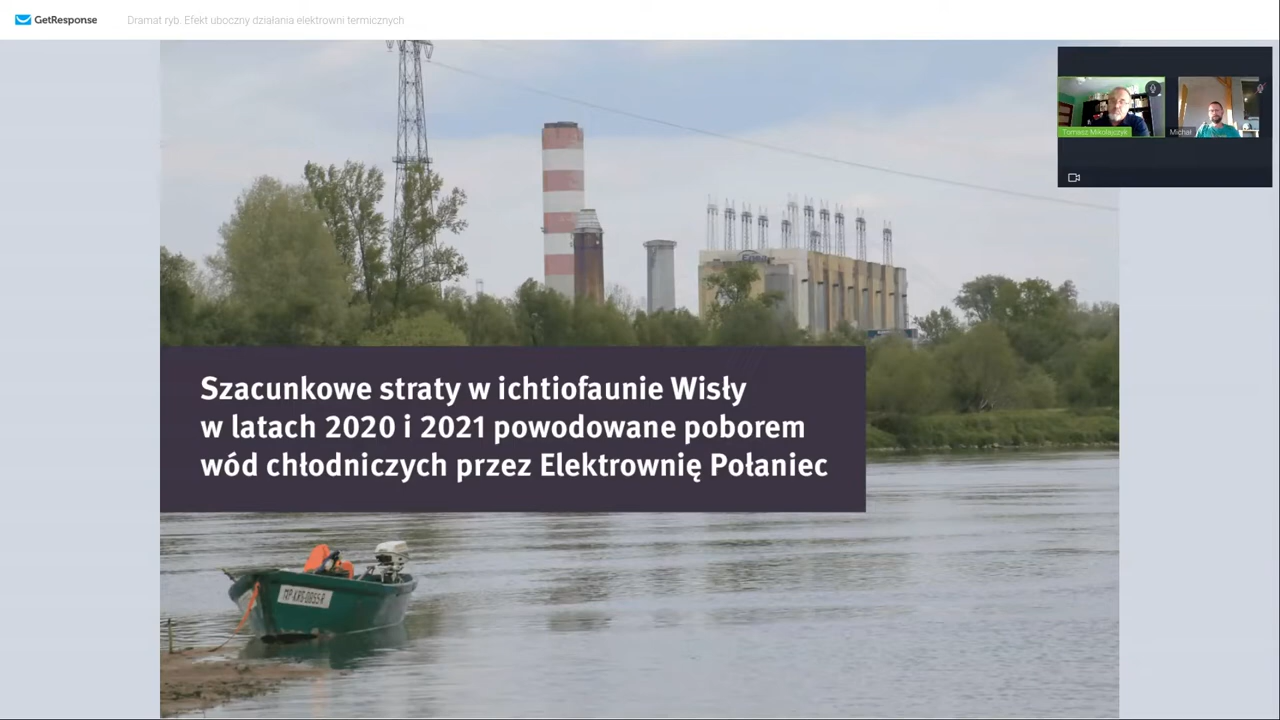 GetResponse
Dramat ryb. Efekt uboczny działania elektrowni termicznych
Tomasz Mikołajczyk
Michał
Enea
Szacunkowe straty w ichtiofaunie Wisły
w latach 2020 i 2021 powodowane poborem
wód chłodniczych przez Elektrownię Połaniec